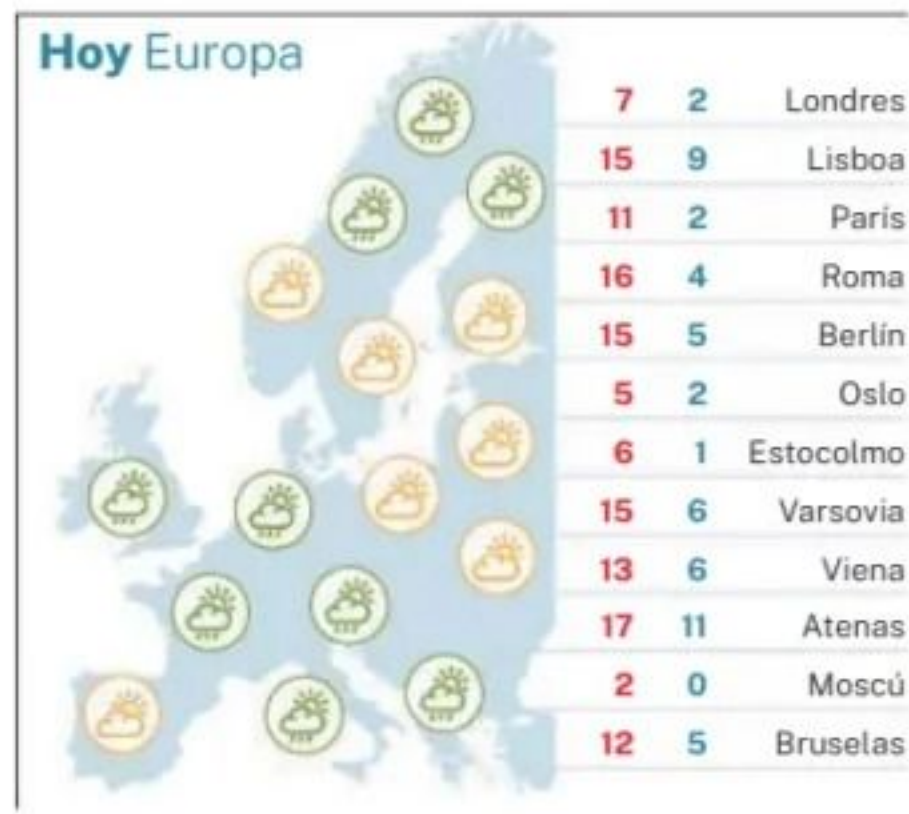 Hoy Europa
7 2 Londres
15 9 Lisboa
11 2 París
16 4 Roma
15 5 Berlín
5 2 Oslo
6 1 Estocolmo
15 6 Varsovia
13 6 Viena
17 11 Atenas
2 0 Moscú
12 5 Bruselas